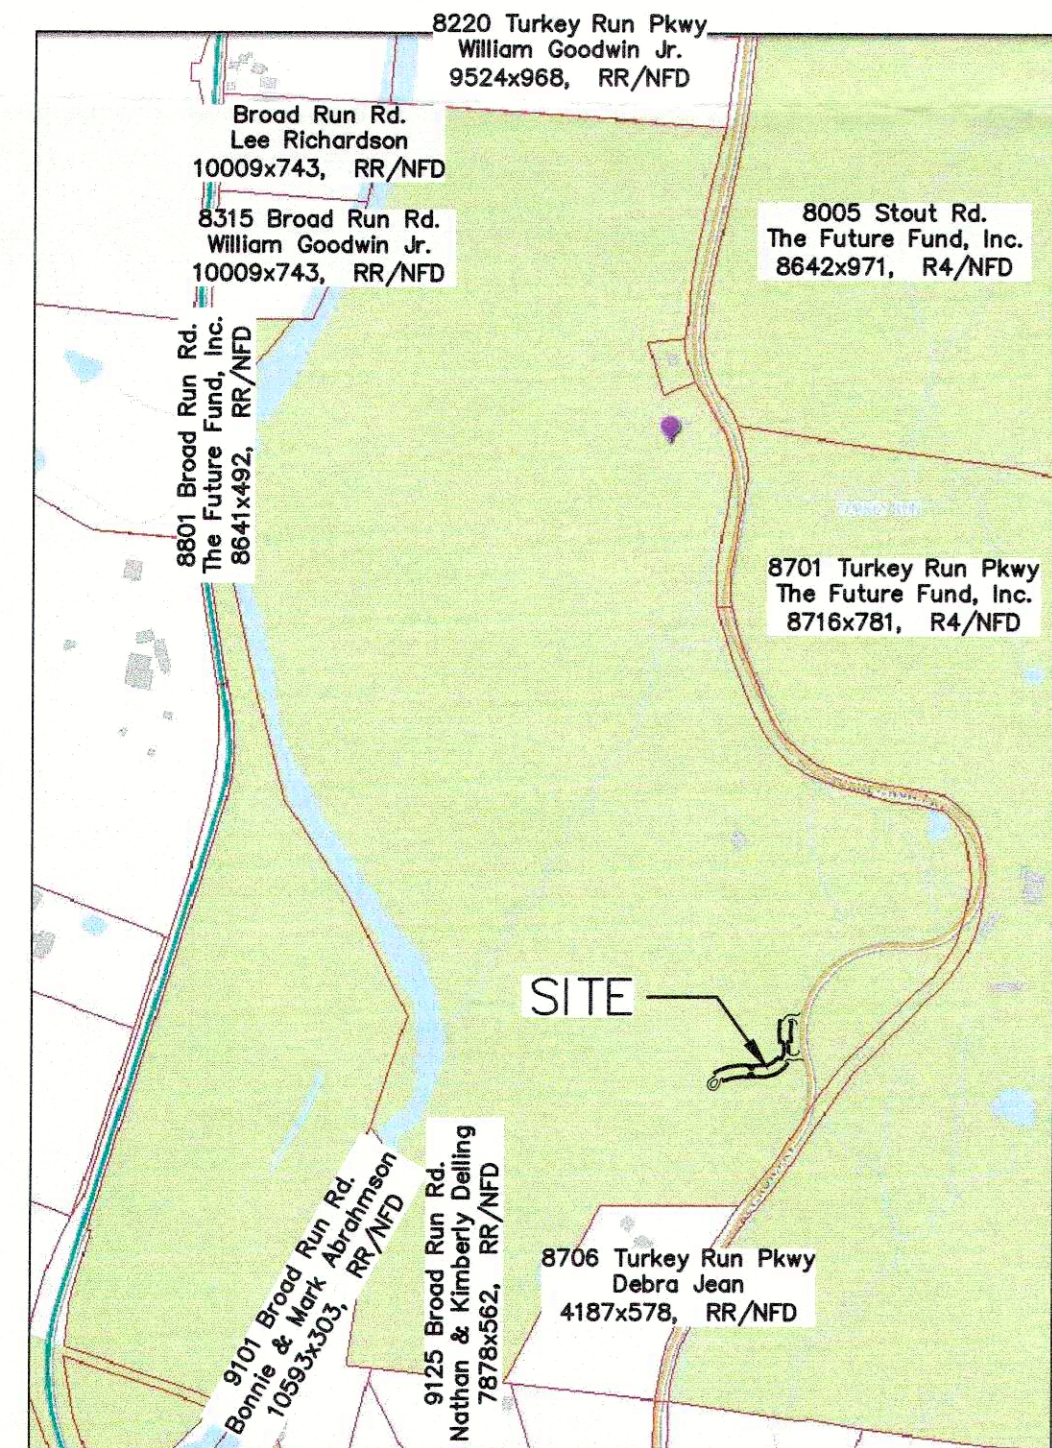 8220 Turkey Run Pkwy
William Goodwin Jr.
9524x968, RR/NFD
Broad Run Rd.
Lee Richardson
10009x743, RR/NFD
8315 Broad Run Rd.
William Goodwin Jr.
10009x743, RR/NFD
8005 Stout Rd.
The Future Fund, Inc.
8642x971, R4/NFD
8801 Broad Run Rd.
The Future Fund, Inc.
8641x492, RR/NFD
8701 Turkey Run Pkwy
The Future Fund, Inc.
8716x781, R4/NFD
SITE
9101 Broad Run Rd.
Bonnie & Mark Abrahmson
10593x303, RR/NFD
9125 Broad Run Rd.
Nathan & Kimberly Delling
7878x562, RR/NFD
8706 Turkey Run Pkwy
Debra Jean
4187x578, RR/NFD